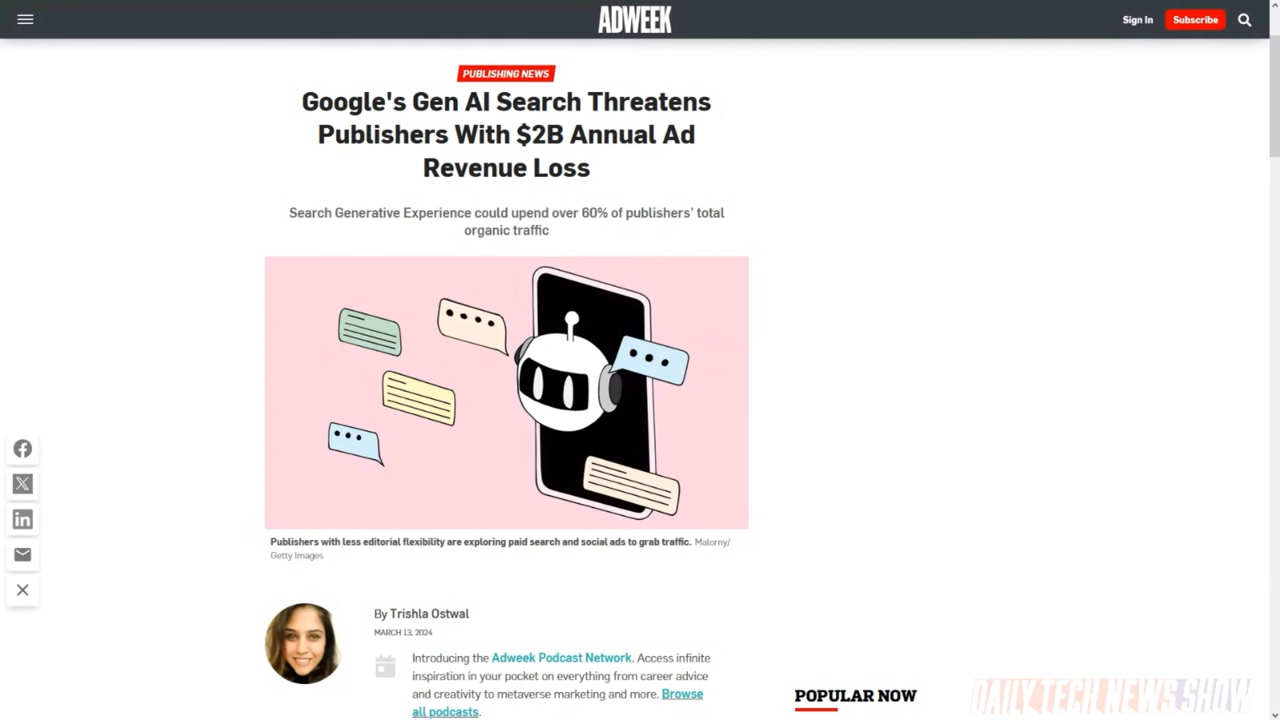 ADWEEK
Sign In
Subscribe
PUBLISHING NEWS
Google's Gen AI Search Threatens
Publishers With $2B Annual Ad
Revenue Loss
Search Generative Experience could upend over 60% of publishers' total
organic traffic
Publishers with less editorial flexibility are exploring paid search and social ads to grab traffic. Malorny/
Getty Images
By Trishla Ostwal
MARCH 13, 2024
Introducing the Adweek Podcast Network. Access infinite
inspiration in your pocket on everything from career advice
and creativity to metaverse marketing and more. Browse
all podcasts.
POPULAR NOW
DAILY TECH NEWS SHOW